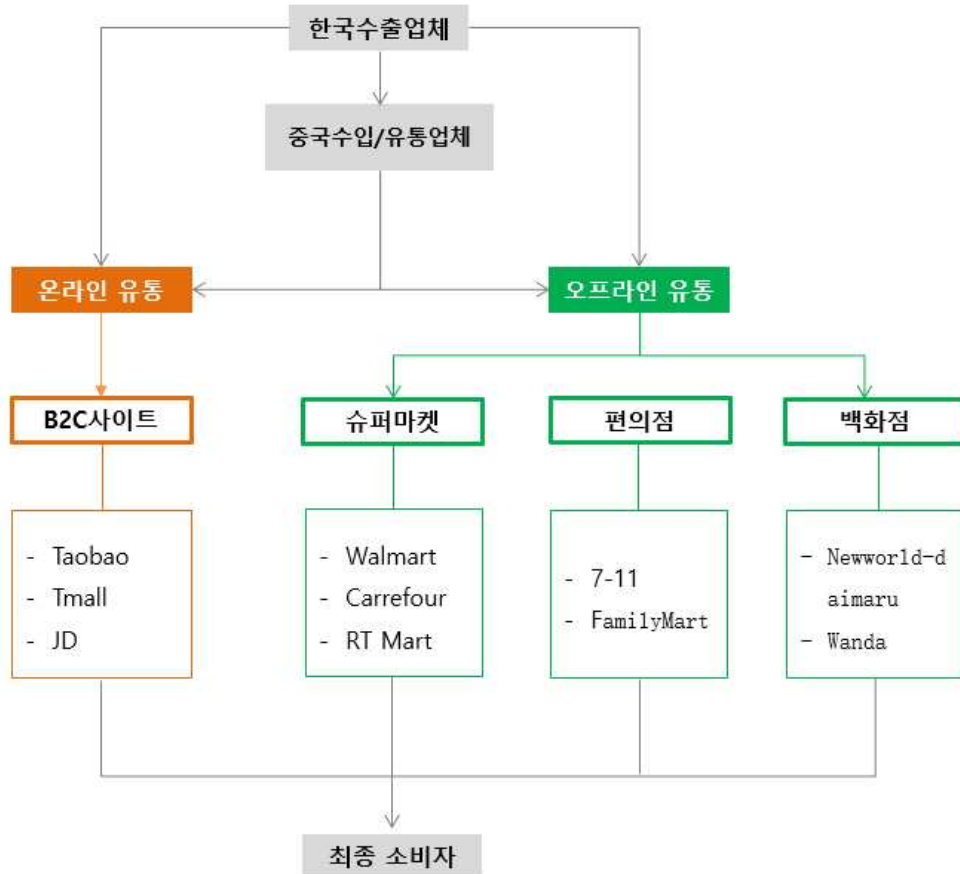 한국수출업체
중국수입/유통업체
온라인 유통
오프라인 유통
B2C사이트
슈퍼마켓
편의점
백화점
- Taobao
- Tmall
- JD
- Walmart
- Carrefour
- RT Mart
- 7-11
- FamilyMart
- Newworld-d
aimaru
- Wanda
최종 소비자